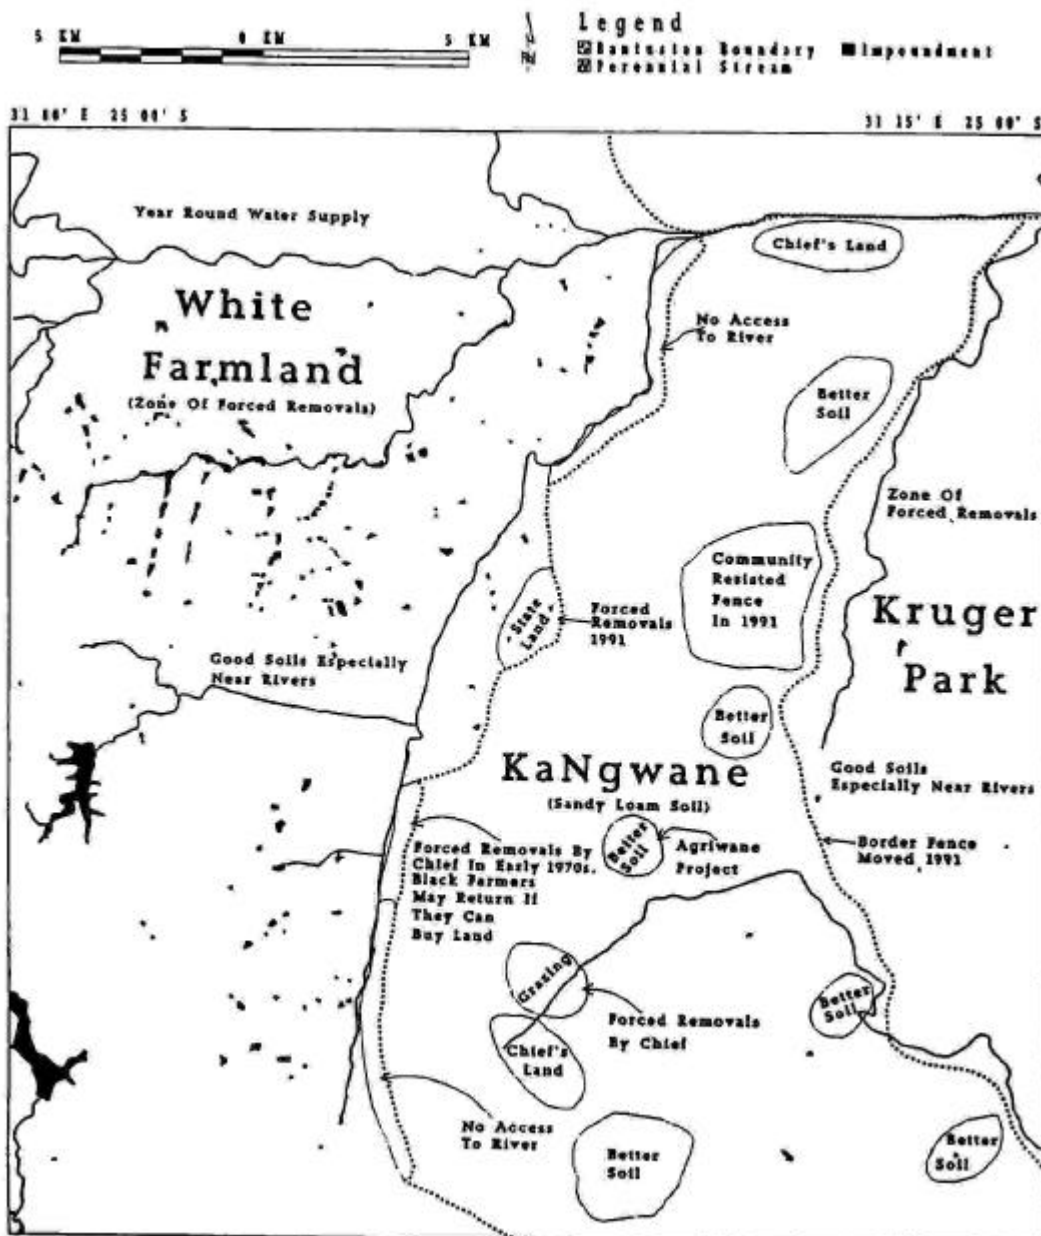 5 KM 0 KM 5 KM
N
Legend
Bantustan Boundary Impoundment
Perennial Stream
31 00' E 25 00' S
31 15' E 25 00' S
Year Round Water Supply
Chief's Land
White
Farmland
(Zone Of Forced Removals)
No Access
To River
Better
Soil
Zone Of
Forced Removals
Community
Resisted
Fence
In 1991
State
Land
Forced
Removals
1991
Kruger
Park
Good Soils Especially
Near Rivers
Better
Soil
KaNgwane
(Sandy Loam Soil)
Good Soils
Especially Near Rivers
Better
Soil
Agriwane
Project
Border Fence
Moved 1991
Forced Removals By
Chief In Early 1970s.
Black Farmers
May Return If
They Can
Buy Land
Grazing
Better
Soil
Forced Removals
By Chief
Chief's
Land
No Access
To River
Better
Soil
Better
Soil